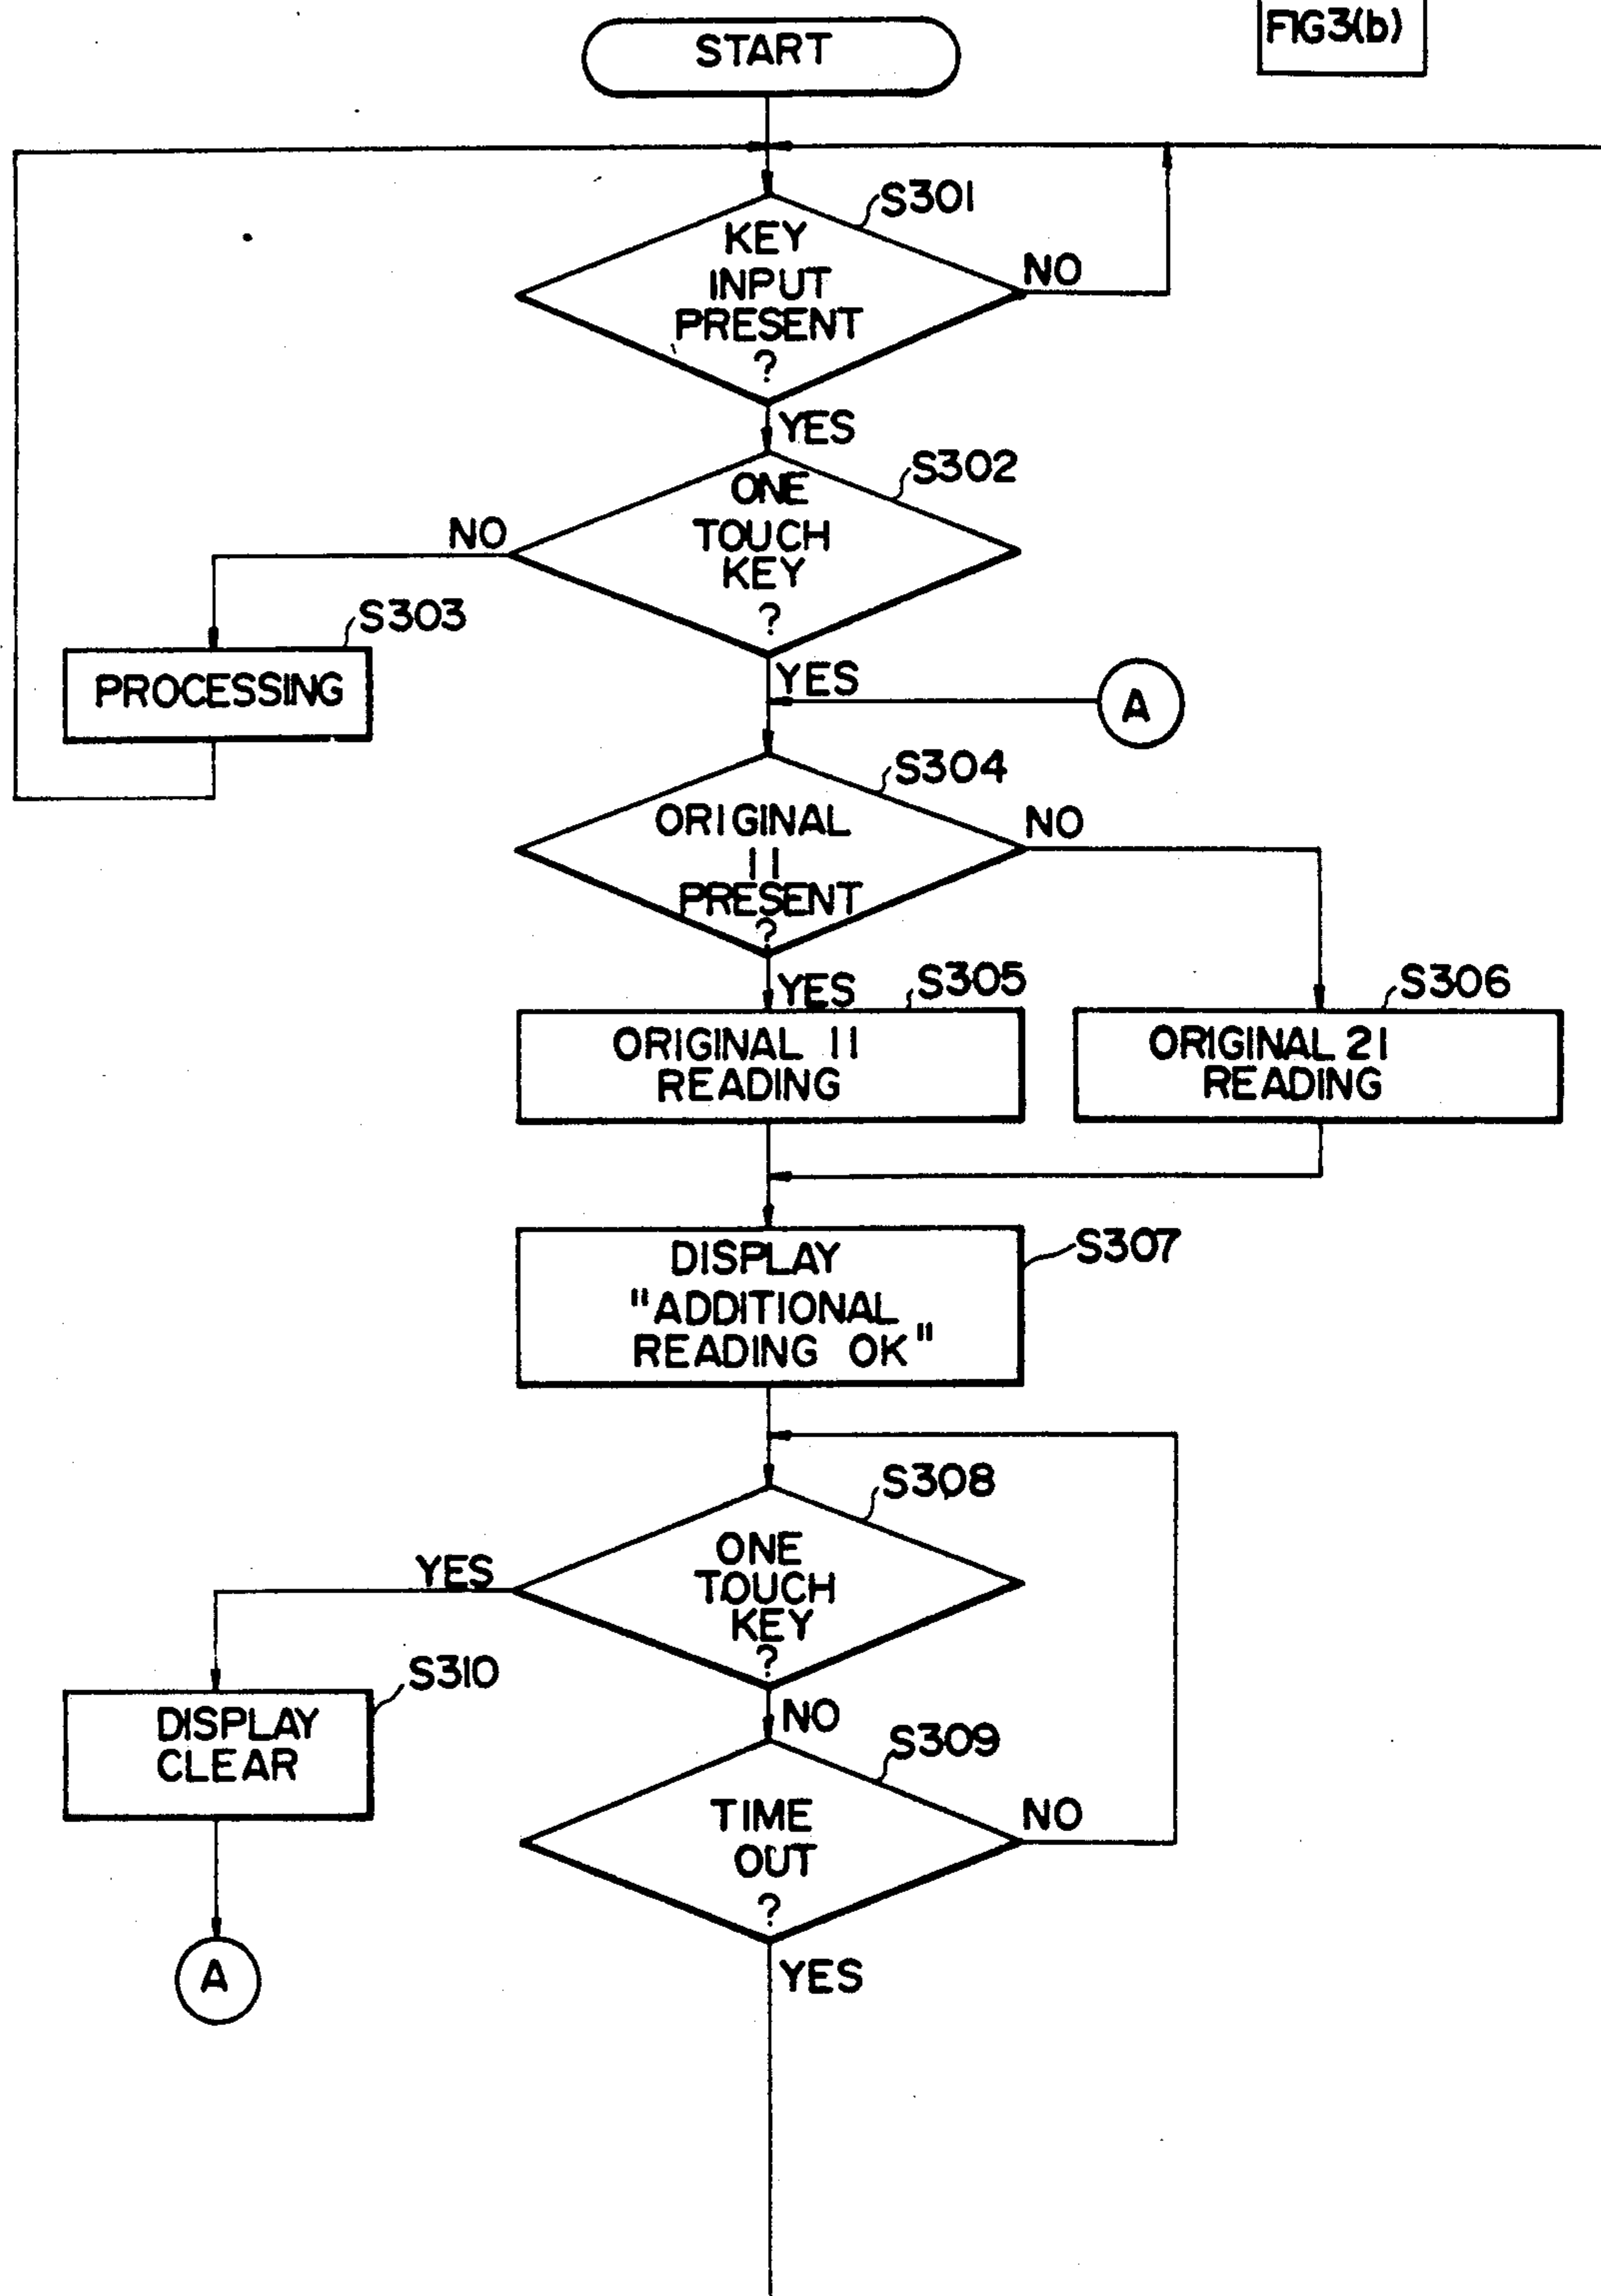 FIG3(b)
START
S301
KEY
INPUT
PRESENT
?
NO
YES
S302
ONE
TOUCH
KEY
?
NO
S303
PROCESSING
YES
A
S304
ORIGINAL
11
PRESENT
?
NO
YES
S305
S306
ORIGINAL 11
READING
ORIGINAL 21
READING
S307
DISPLAY
"ADDITIONAL
READING OK"
S308
ONE
TOUCH
KEY
?
YES
S310
DISPLAY
CLEAR
NO
S309
TIME
OUT
?
NO
A
YES